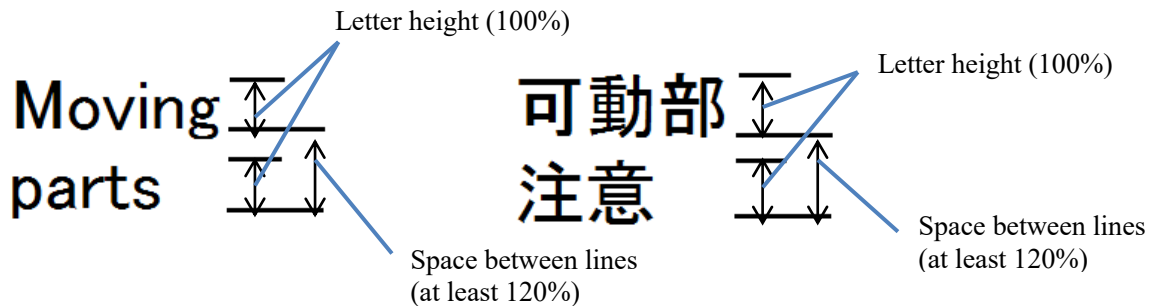 Letter height (100%)
Moving
parts
Space between lines
(at least 120%)
可動部
注意
Letter height (100%)
Space between lines
(at least 120%)